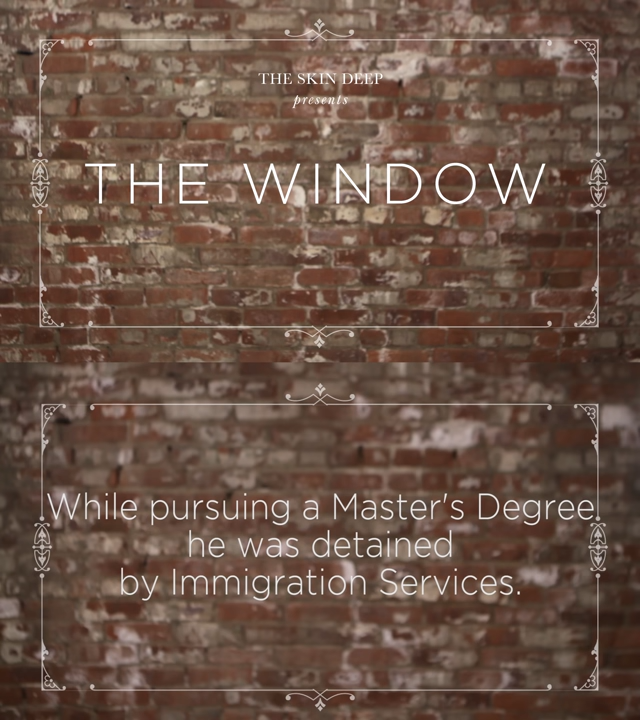 THE SKIN DEEP
presents
THE WINDOW
While pursuing a Master's Degree,
he was detained
by Immigration Services.